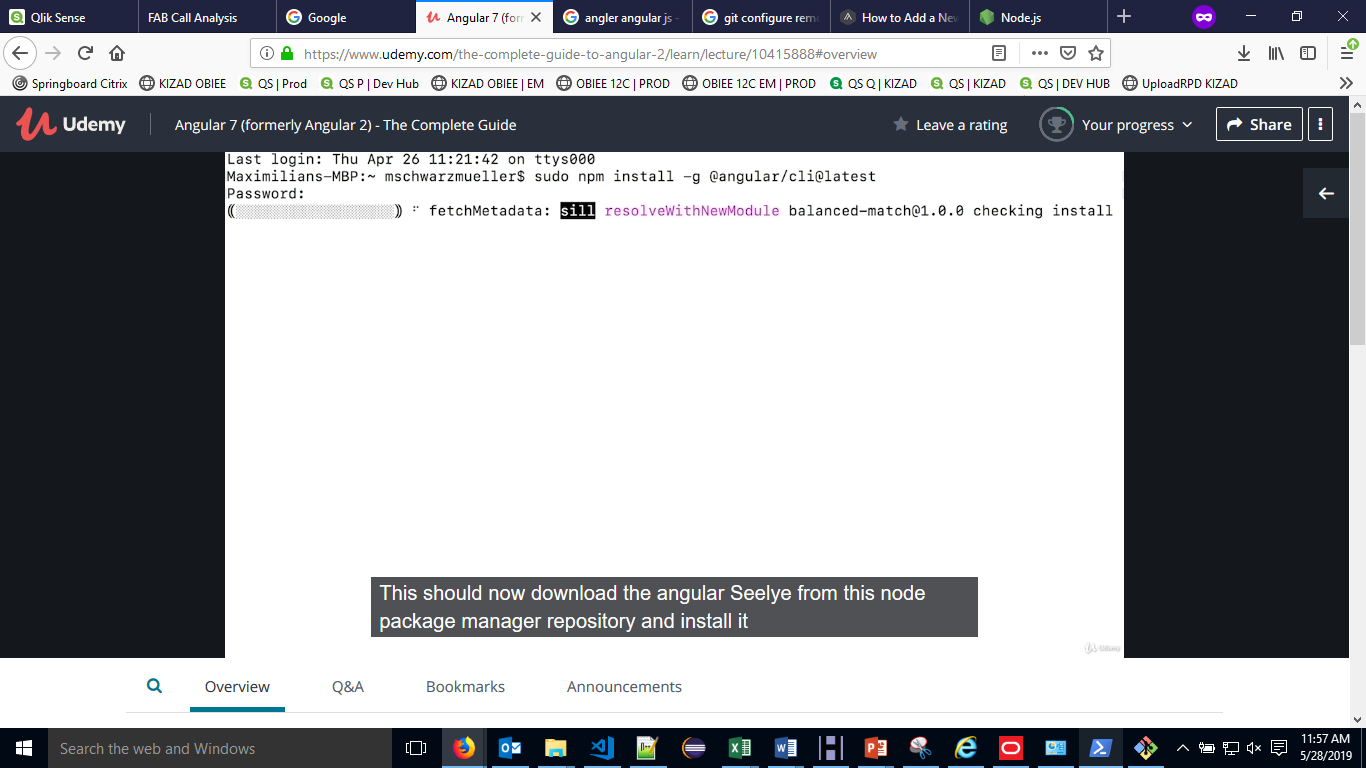 Qlik Sense
FAB Call Analysis
Google
Angular 7 (for
angler angular js -
git configure rem
How to Add a Nev
Node.js
https://www.udemy.com/the-complete-guide-to-angular-2/learn/lecture/10415888#overview
Springboard Citrix
KIZAD OBIEE
QS | Prod
QS P | Dev Hub
KIZAD OBIEE | EM
OBIEE 12C | PROD
OBIEE 12C EM | PROD
QS Q | KIZAD
QS | KIZAD
QS | DEV HUB
UploadRPD KIZAD
Udemy
Angular 7 (formerly Angular 2) - The Complete Guide
Leave a rating
Your progress
Share
Last login: Thu Apr 26 11:21:42 on ttys000
Maximilians-MBP:~ mschwarzmueller$ sudo npm install -g @angular/cli@latest
Password:
fetchMetadata: sill resolveWithNewModule balanced-match@1.0.0 checking install
This should now download the angular Seelye from this node
package manager repository and install it
Udemy
Overview
Q&A
Bookmarks
Announcements
Search the web and Windows
11:57 AM
5/28/2019